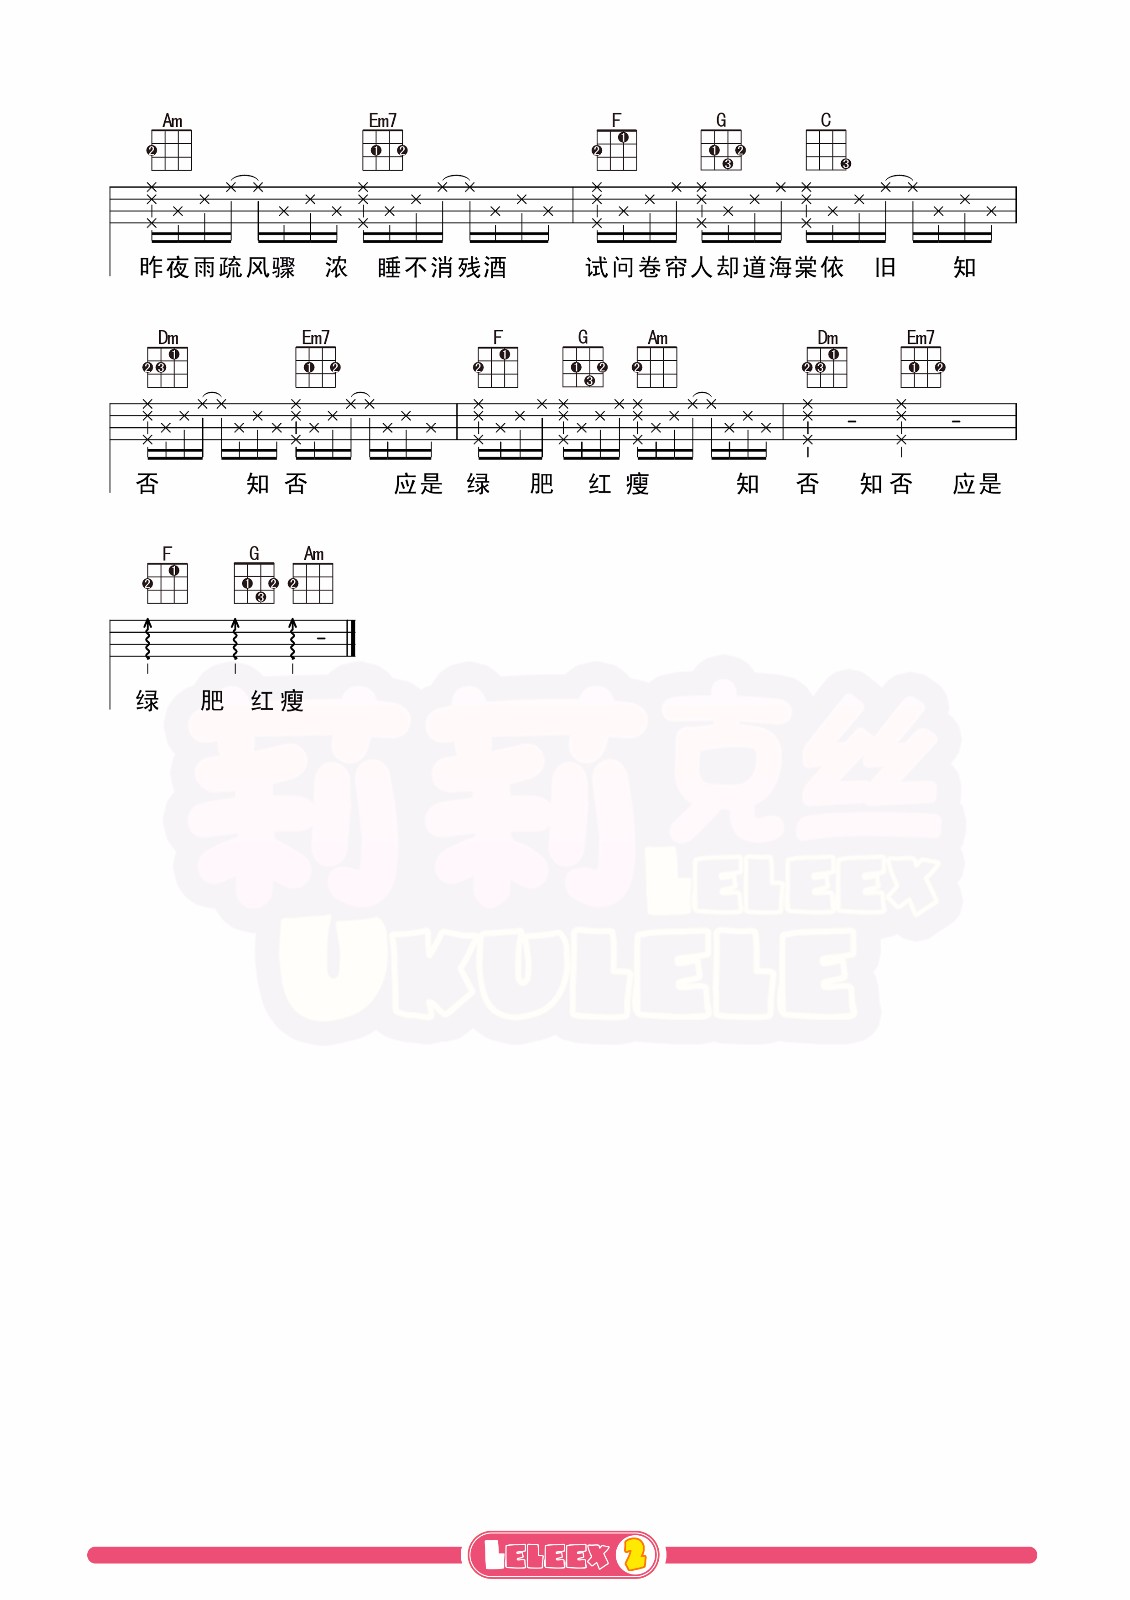 Am Em7 F G C
昨夜雨疏风骤 浓 睡不消残酒 试问卷帘人却道海棠依 旧 知
Dm Em7 F G Am Dm Em7
否 知否 应是 绿 肥 红瘦 知 否 知否 应是
F G Am
绿 肥 红瘦
莉莉克丝
LELEEX
UKULELE
LELEEX 2